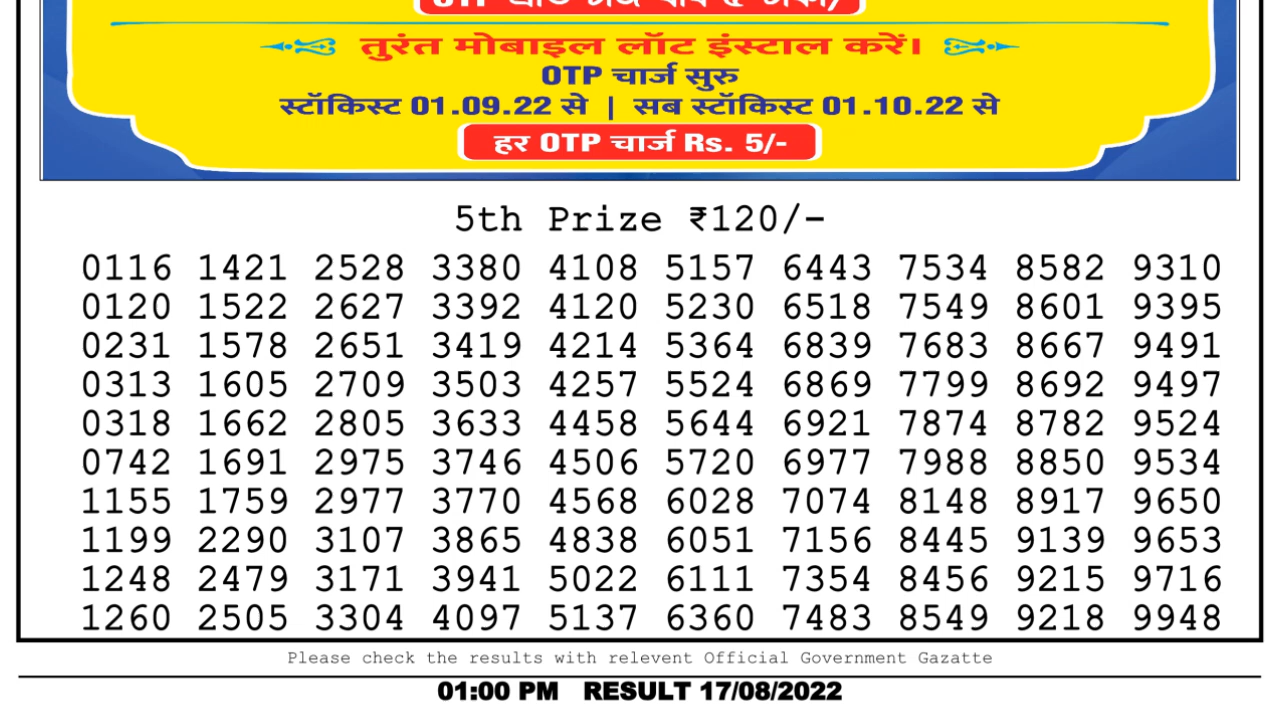 OTP
तुरंत मोबाइल लॉट इंस्टाल करें।
OTP चार्ज सुरु
स्टॉकिस्ट 01.09.22 से | सब स्टॉकिस्ट 01.10.22 से
हर OTP चार्ज Rs. 5/-
5th Prize ₹120/-
0116 1421 2528 3380 4108 5157 6443 7534 8582 9310
0120 1522 2627 3392 4120 5230 6518 7549 8601 9395
0231 1578 2651 3419 4214 5364 6839 7683 8667 9491
0313 1605 2709 3503 4257 5524 6869 7799 8692 9497
0318 1662 2805 3633 4458 5644 6921 7874 8782 9524
0742 1691 2975 3746 4506 5720 6977 7988 8850 9534
1155 1759 2977 3770 4568 6028 7074 8148 8917 9650
1199 2290 3107 3865 4838 6051 7156 8445 9139 9653
1248 2479 3171 3941 5022 6111 7354 8456 9215 9716
1260 2505 3304 4097 5137 6360 7483 8549 9218 9948
Please check the results with relevent Official Government Gazatte
01:00 PM RESULT 17/08/2022